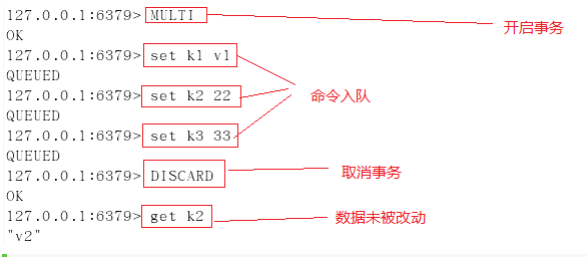 127.0.0.1:6379> MULTI
开启事务
OK
127.0.0.1:6379> set k1 v1
QUEUED
127.0.0.1:6379> set k2 22
命令入队
QUEUED
127.0.0.1:6379> set k3 33
QUEUED
127.0.0.1:6379> DISCARD
取消事务
OK
127.0.0.1:6379> get k2
数据未被改动
"v2"